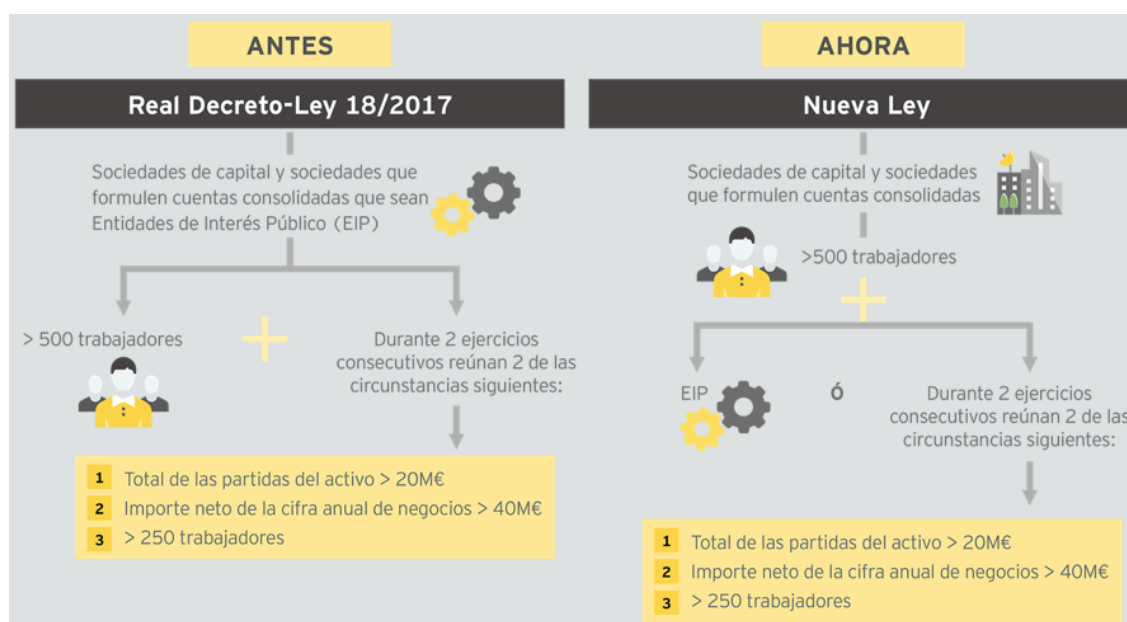 ANTES
Real Decreto-Ley 18/2017
Sociedades de capital y sociedades que
formulen cuentas consolidadas que sean
Entidades de Interés Público (EIP)
> 500 trabajadores
+
Durante 2 ejercicios
consecutivos reúnan 2 de las
circunstancias siguientes:
1 Total de las partidas del activo > 20M€
2 Importe neto de la cifra anual de negocios > 40M€
3 > 250 trabajadores
AHORA
Nueva Ley
Sociedades de capital y sociedades
que formulen cuentas consolidadas
>500 trabajadores
+
EIP
Ó
Durante 2 ejercicios
consecutivos reúnan 2 de las
circunstancias siguientes:
1 Total de las partidas del activo > 20M€
2 Importe neto de la cifra anual de negocios > 40M€
3 > 250 trabajadores